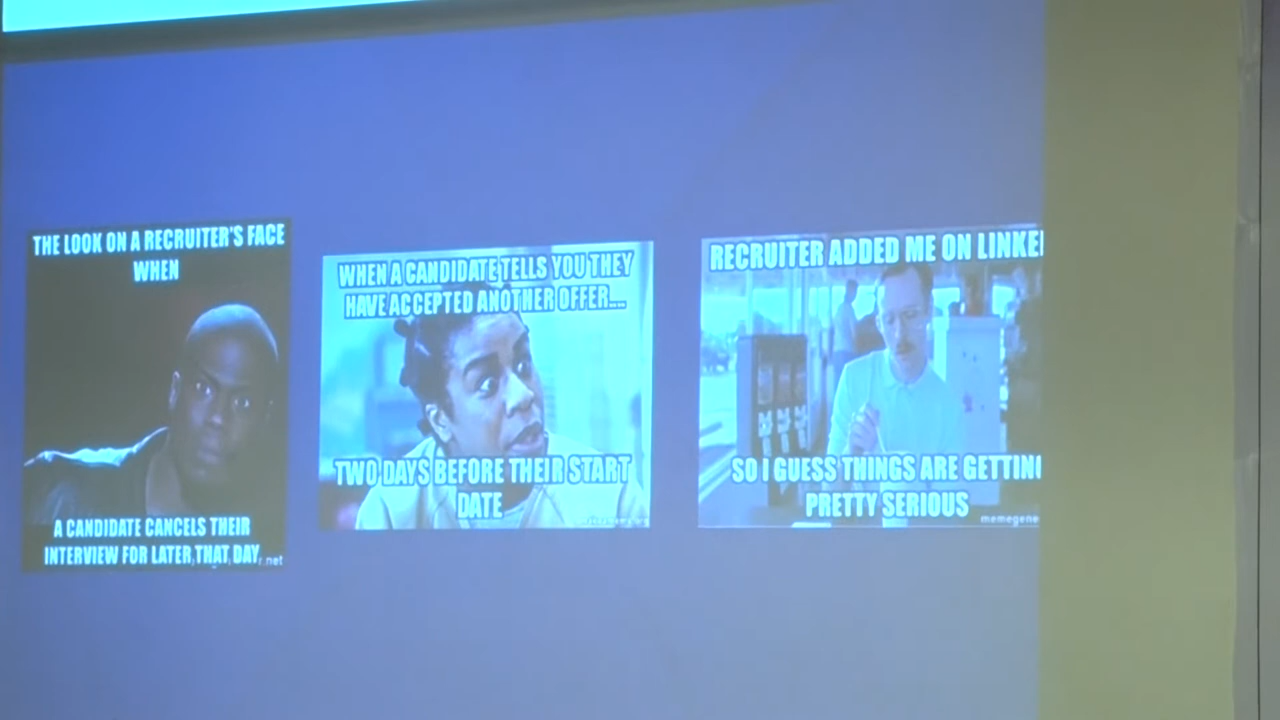 THE LOOK ON A RECRUITER'S FACE
WHEN
A CANDIDATE CANCELS THEIR
INTERVIEW FOR LATER THAT DAY
r.net
WHEN A CANDIDATE TELLS YOU THEY
HAVE ACCEPTED ANOTHER OFFER...
TWO DAYS BEFORE THEIR START
DATE
RECRUITER ADDED ME ON LINKE
SO I GUESS THINGS ARE GETTIN
PRETTY SERIOUS
memegene